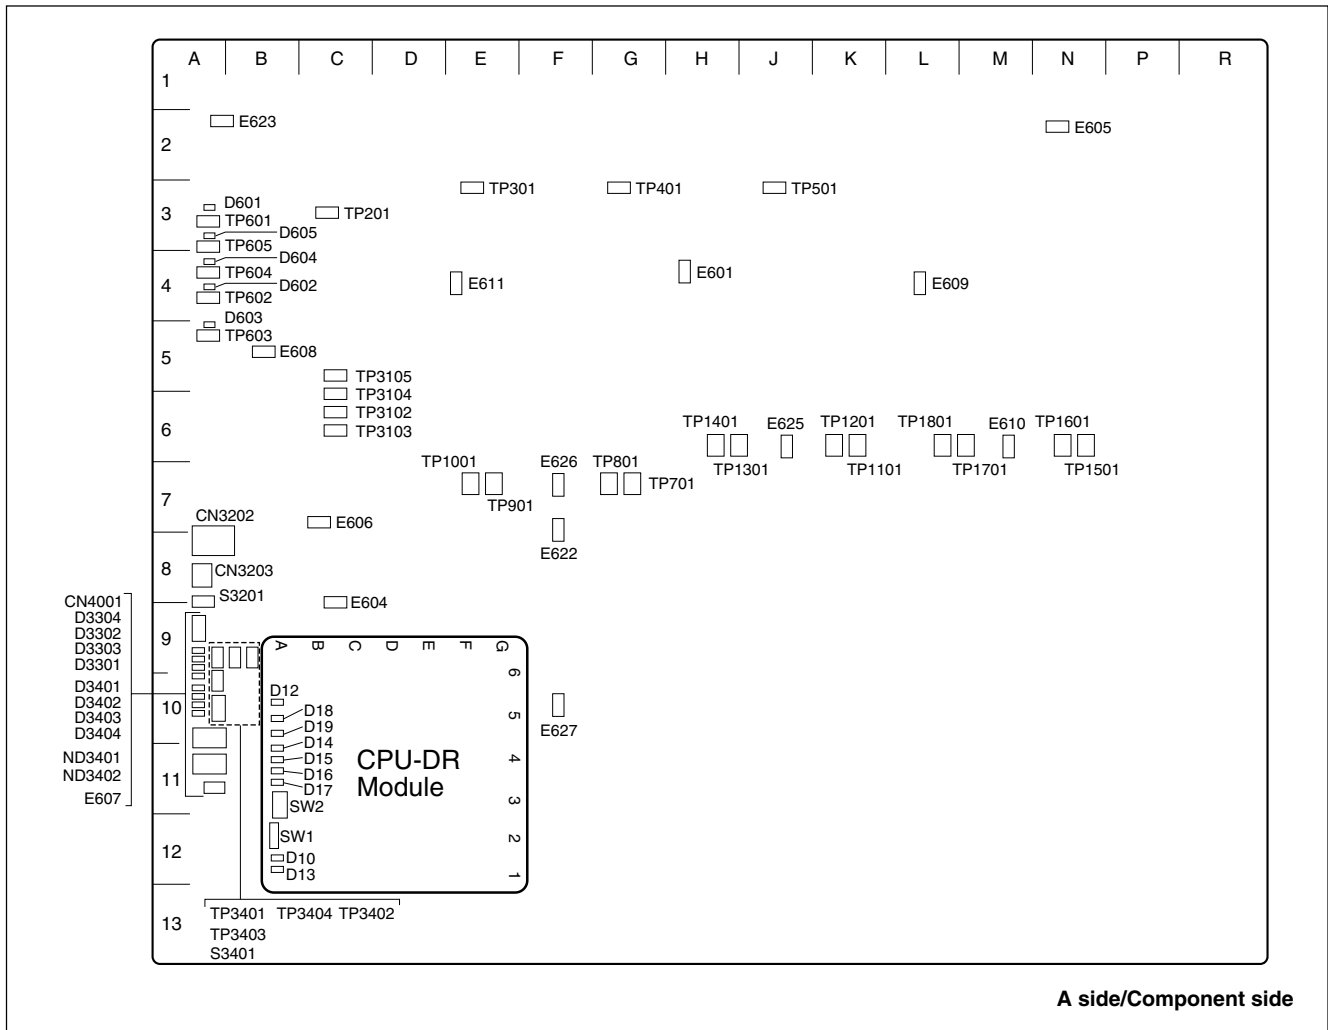 A B C D E F G H J K L M N P R
1
E623 E605
2
TP301 TP401 TP501
D601
3 TP201
TP601
D605
TP605
D604
TP604 E601
4 D602 E611 E609
TP602
D603
TP603
5 E608
TP3105
TP3104
TP3102
TP1401 E625 TP1201 TP1801 E610 TP1601
6 TP3103
TP1301 TP1101 TP1701 TP1501
TP1001 E626 TP801
TP701
7
TP901
CN3202 E606
E622
8 CN3203
S3201
CN4001 E604
D3304
D3302
9
D3303
D3301
A B C D E F G
6
D3401
D3402
D3403
D3404
10
D12
D18 5
D19 E627
D14
ND3401
ND3402
E607
11
D15 CPU-DR 4
D16 Module
D17
SW2 3
12
SW1 2
D10
D13 1
13
TP3401 TP3404 TP3402
TP3403
S3401
A side/Component side